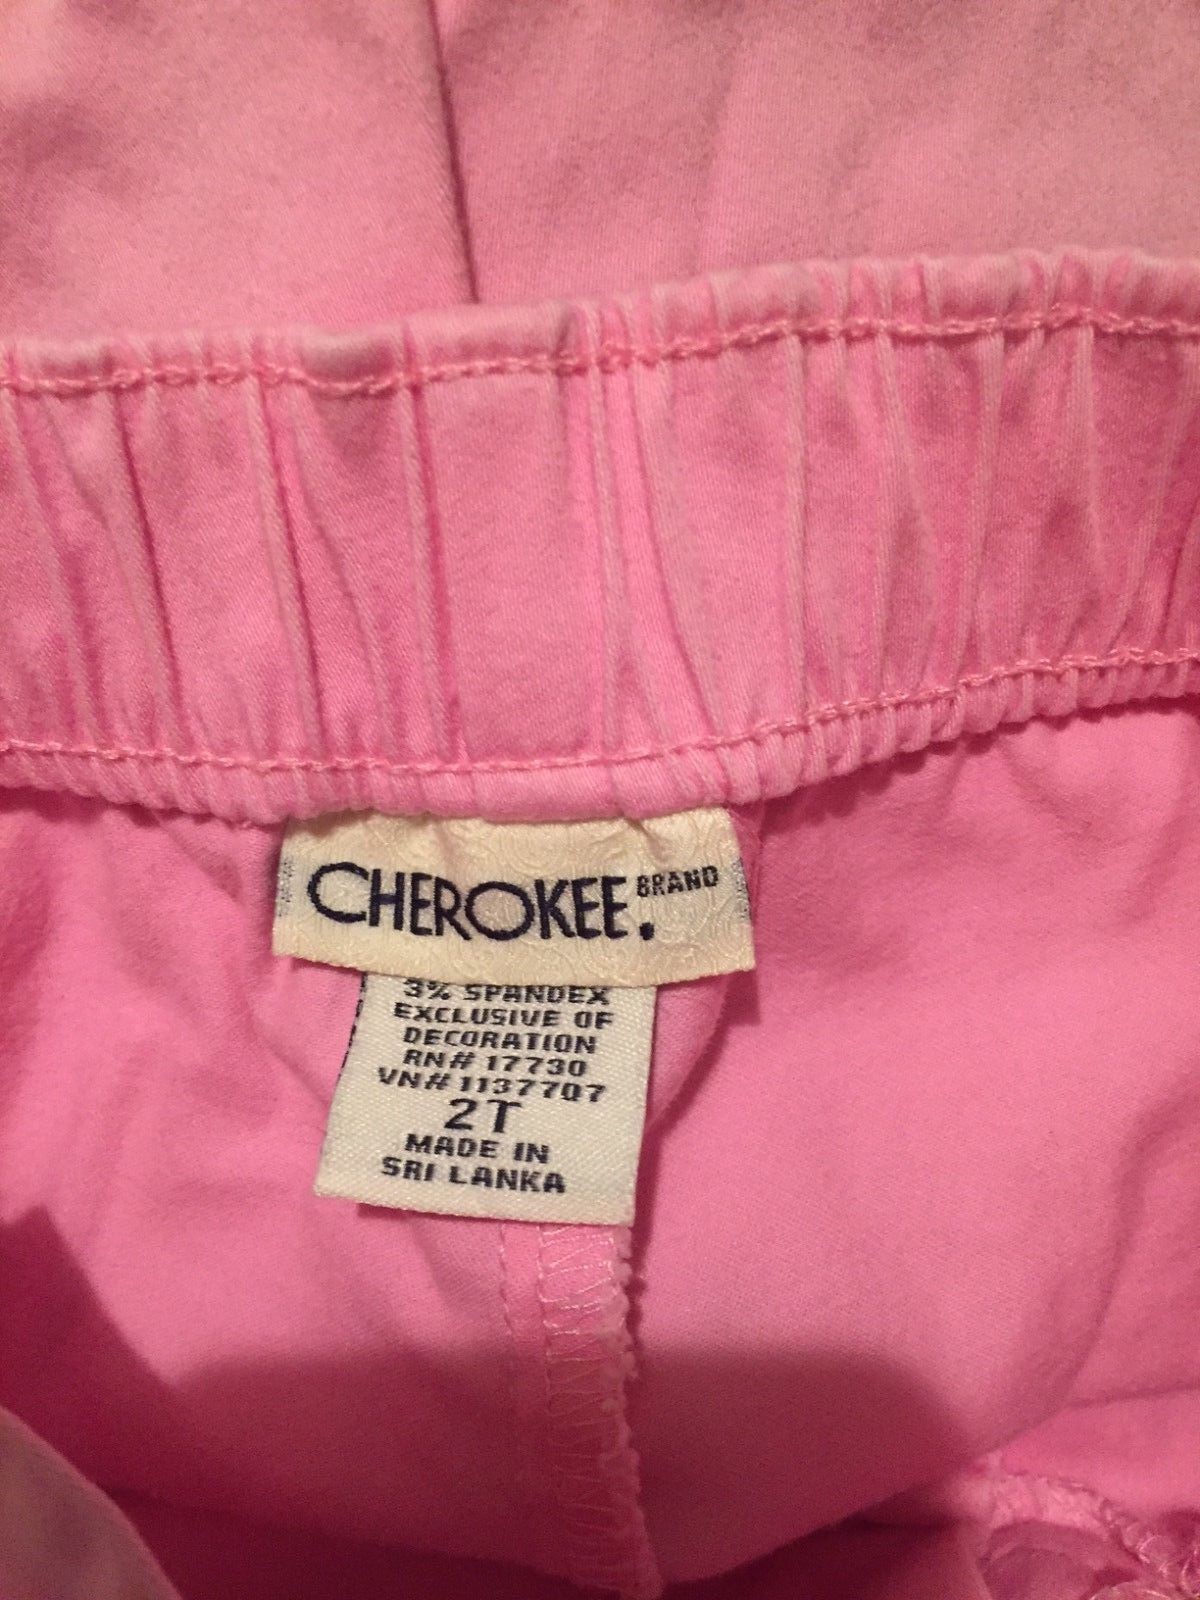 CHEROKEE. BRAND
3% SPANDEX
EXCLUSIVE OF
DECORATION
RN# 17730
VN# 1137707
2T
MADE IN
SRI LANKA